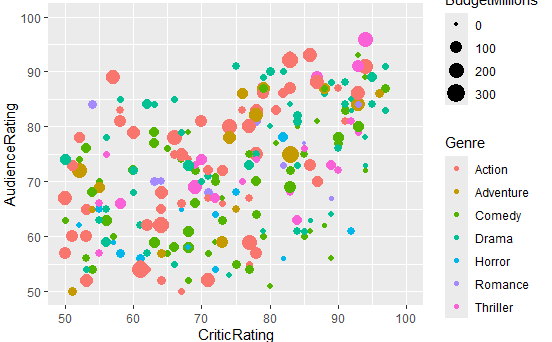 BudgetMillions
0
100
200
300
Genre
Action
Adventure
Comedy
Drama
Horror
Romance
Thriller
AudienceRating
100
90
80
70
60
50
50
60
70
80
90
100
CriticRating